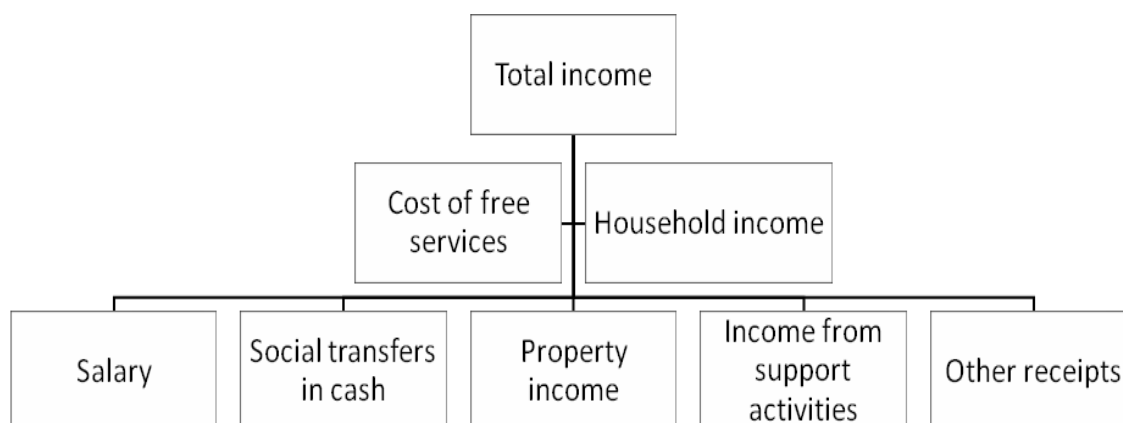 Total income
Cost of free
services
Household income
Salary
Social transfers
in cash
Property
income
Income from
support
activities
Other receipts